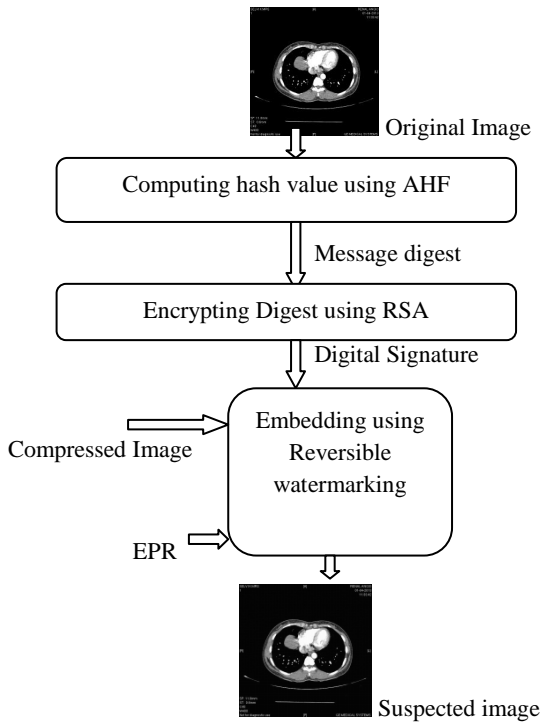 Original Image
Computing hash value using AHF
Message digest
Encrypting Digest using RSA
Digital Signature
Embedding using
Reversible
watermarking
Compressed Image
EPR
Suspected image